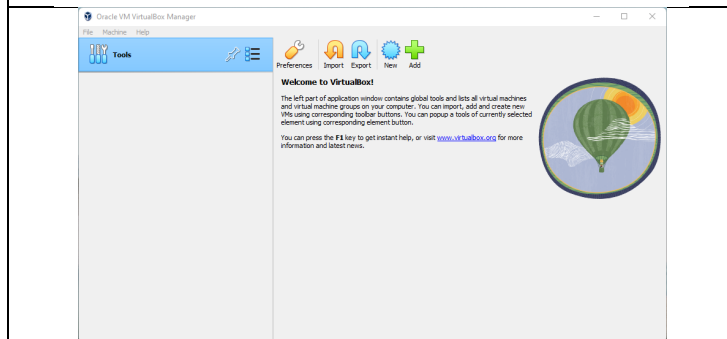 Oracle VM VirtualBox Manager
File Machine Help
Tools
Preferences Import Export New Add
Welcome to VirtualBox!
The left part of application window contains global tools and lists all virtual machines
and virtual machine groups on your computer. You can import, add and create new
VMs using corresponding toolbar buttons. You can popup a tools of currently selected
element using corresponding element button.
You can press the F1 key to get instant help, or visit www.virtualbox.org for more
information and latest news.